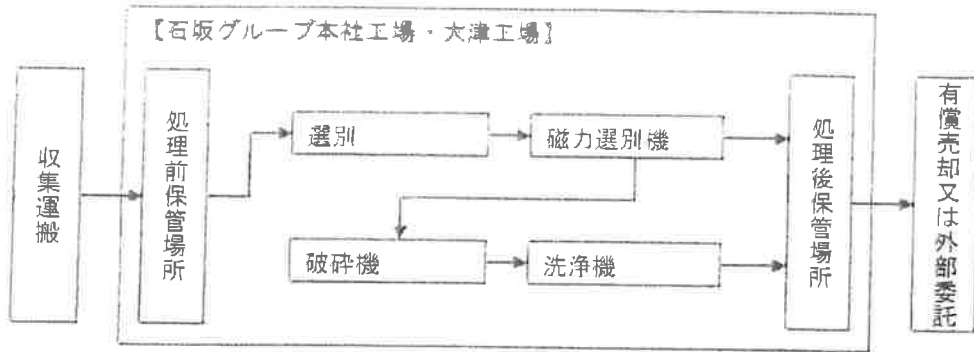 【石坂グループ本社工場・大津工場】
収集運搬
処理前保管場所
選別
磁力選別機
破砕機
洗浄機
処理後保管場所
有償売却又は外部委託